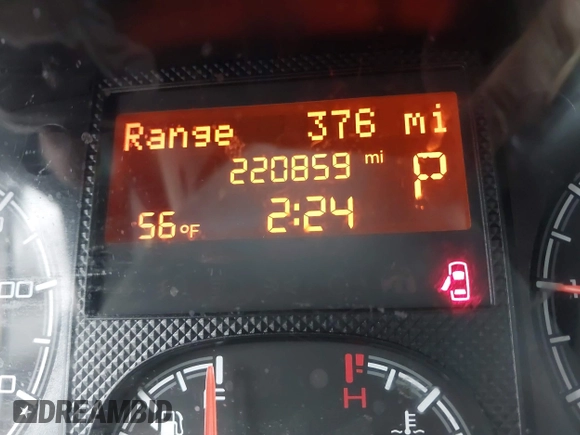 Range 376 mi
220859 mi P
56°F 2:24
F H
DREAMBID